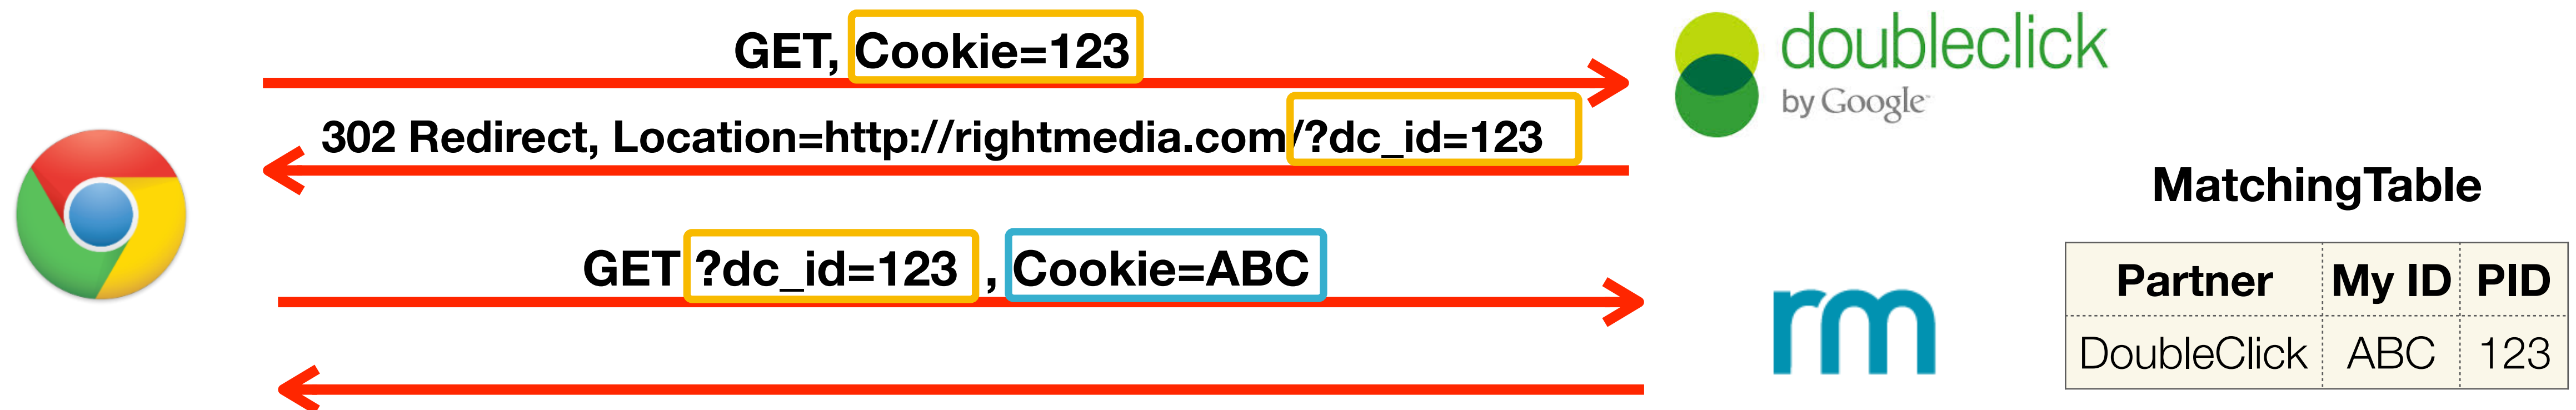 GET, Cookie=123
doubleclick
by Google
302 Redirect, Location=http://rightmedia.com/?dc_id=123
MatchingTable
GET ?dc_id=123 , Cookie=ABC
rm
Partner My ID PID
DoubleClick ABC 123